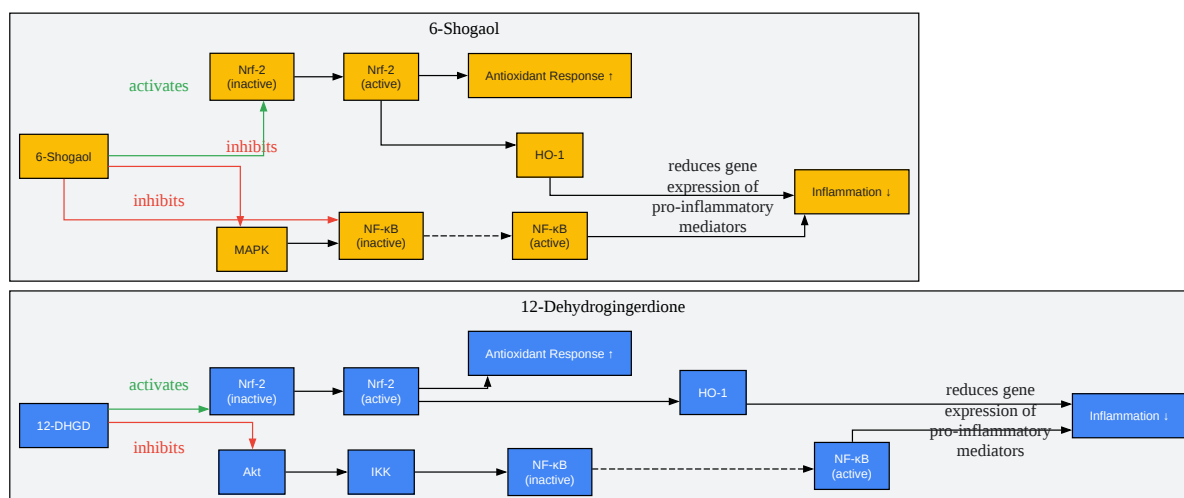 6-Shogaol
activates
Nrf-2
(inactive)
Nrf-2
(active)
Antioxidant Response ↑
6-Shogaol
inhibits
HO-1
reduces gene
expression of
pro-inflammatory
mediators
Inflammation ↓
inhibits
MAPK
NF-κB
(inactive)
NF-κB
(active)
12-Dehydrogingerdione
Antioxidant Response ↑
activates
Nrf-2
(inactive)
Nrf-2
(active)
HO-1
reduces gene
expression of
pro-inflammatory
mediators
Inflammation ↓
12-DHGD
inhibits
Akt
IKK
NF-κB
(inactive)
NF-κB
(active)